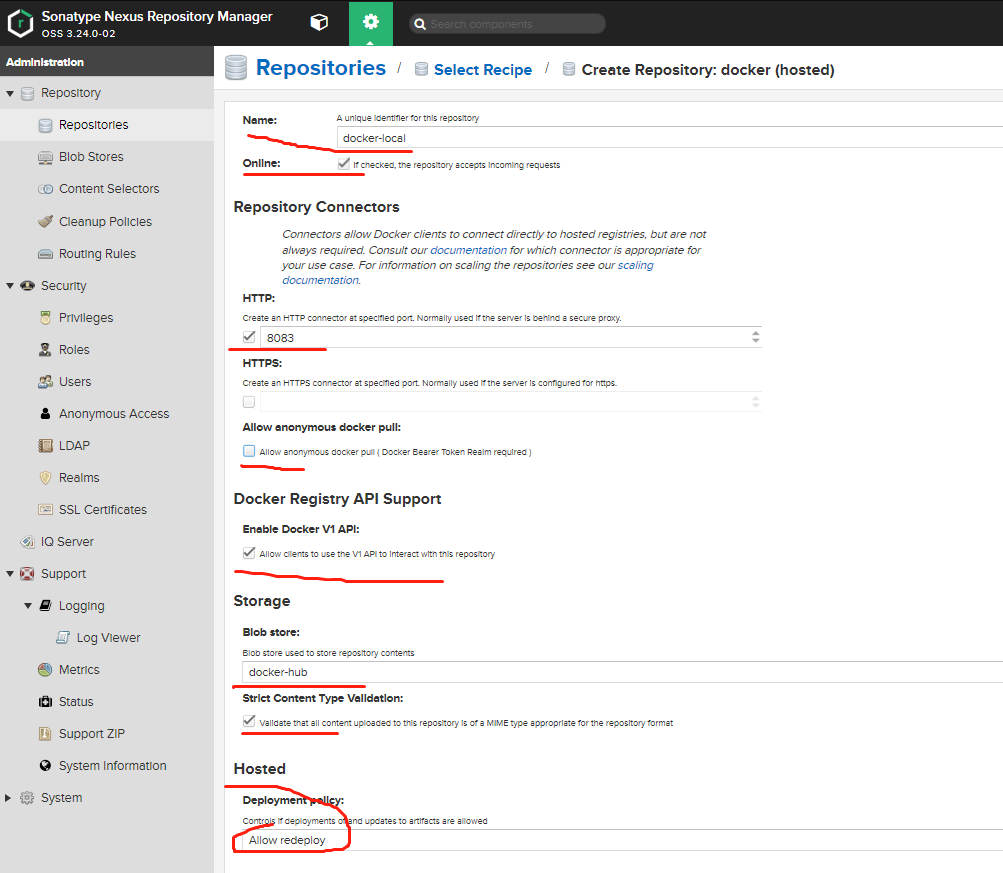 Sonatype Nexus Repository Manager
OSS 3.24.0-02
Search components
Administration
Repository
Repositories
Blob Stores
Content Selectors
Cleanup Policies
Routing Rules
Security
Privileges
Roles
Users
Anonymous Access
LDAP
Realms
SSL Certificates
IQ Server
Support
Logging
Log Viewer
Metrics
Status
Support ZIP
System Information
System
Repositories / Select Recipe / Create Repository: docker (hosted)
Name: A unique identifier for this repository
docker-local
Online: If checked, the repository accepts incoming requests
Repository Connectors
Connectors allow Docker clients to connect directly to hosted registries, but are not
always required. Consult our documentation for which connector is appropriate for
your use case. For information on scaling the repositories see our scaling
documentation.
HTTP:
Create an HTTP connector at specified port. Normally used if the server is behind a secure proxy.
8083
HTTPS:
Create an HTTPS connector at specified port. Normally used if the server is configured for https.
Allow anonymous docker pull:
Allow anonymous docker pull ( Docker Bearer Token Realm required )
Docker Registry API Support
Enable Docker V1 API:
Allow clients to use the V1 API to interact with this repository
Storage
Blob store:
Blob store used to store repository contents
docker-hub
Strict Content Type Validation:
Validate that all content uploaded to this repository is of a MIME type appropriate for the repository format
Hosted
Deployment policy:
Controls if deployments of and updates to artifacts are allowed
Allow redeploy